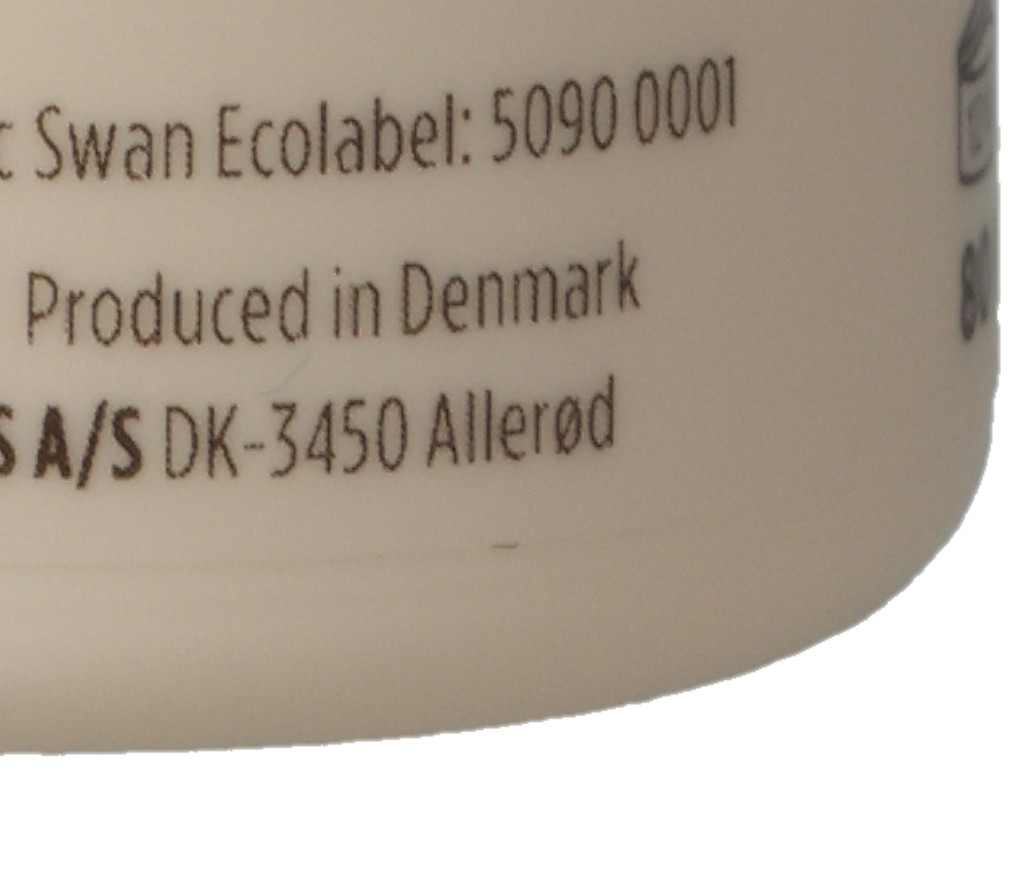 Swan Ecolabel: 5090 0001
Produced in Denmark
A/S DK-3450 Allerød